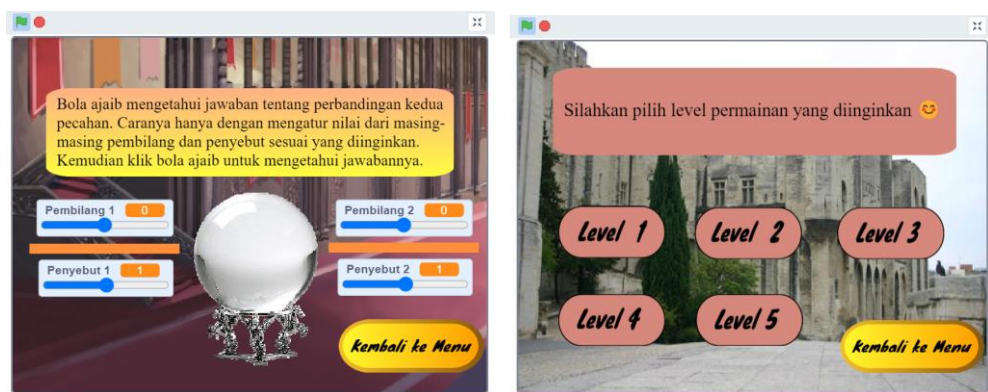 Bola ajaib mengetahui jawaban tentang perbandingan kedua
pecahan. Caranya hanya dengan mengatur nilai dari masing-
masing pembilang dan penyebut sesuai yang diinginkan.
Kemudian klik bola ajaib untuk mengetahui jawabannya.
Pembilang 1 0
Penyebut 1 1
Pembilang 2 0
Penyebut 2 1
Kembali ke Menu
Silahkan pilih level permainan yang diinginkan 😊
Level 1
Level 2
Level 3
Level 4
Level 5
Kembali ke Menu